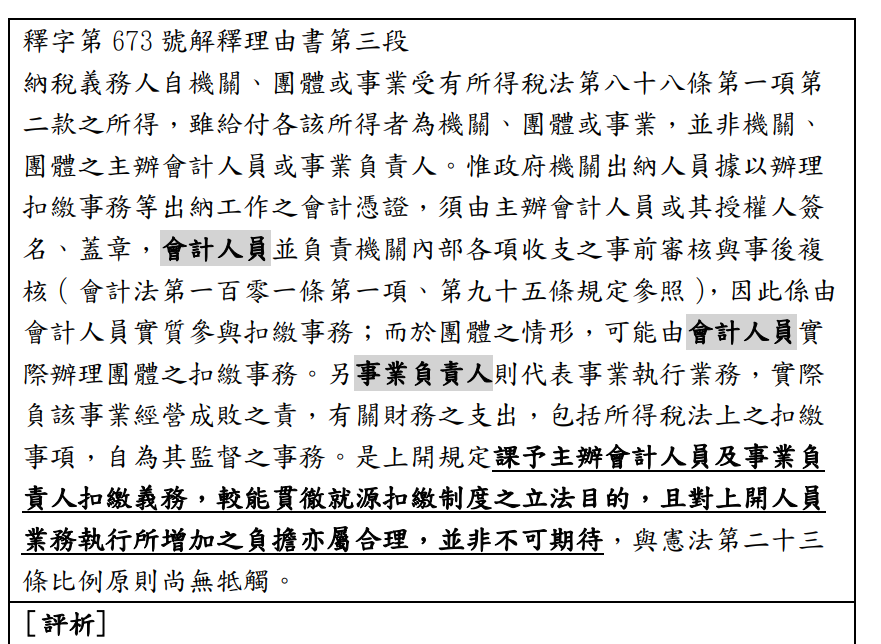 釋字第 673 號解釋理由書第三段
納稅義務人自機關、團體或事業受有所得稅法第八十八條第一項第
二款之所得，雖給付各該所得者為機關、團體或事業，並非機關、
團體之主辦會計人員或事業負責人。惟政府機關出納人員據以辦理
扣繳事務等出納工作之會計憑證，須由主辦會計人員或其授權人簽
名、蓋章，會計人員並負責機關內部各項收支之事前審核與事後複
核（會計法第一百零一條第一項、第九十五條規定參照），因此係由
會計人員實質參與扣繳事務；而於團體之情形，可能由會計人員實
際辦理團體之扣繳事務。另事業負責人則代表事業執行業務，實際
負該事業經營成敗之責，有關財務之支出，包括所得稅法上之扣繳
事項，自為其監督之事務。是上開規定課予主辦會計人員及事業負
責人扣繳義務，較能貫徹就源扣繳制度之立法目的，且對上開人員
業務執行所增加之負擔亦屬合理，並非不可期待，與憲法第二十三
條比例原則尚無牴觸。
［評析］